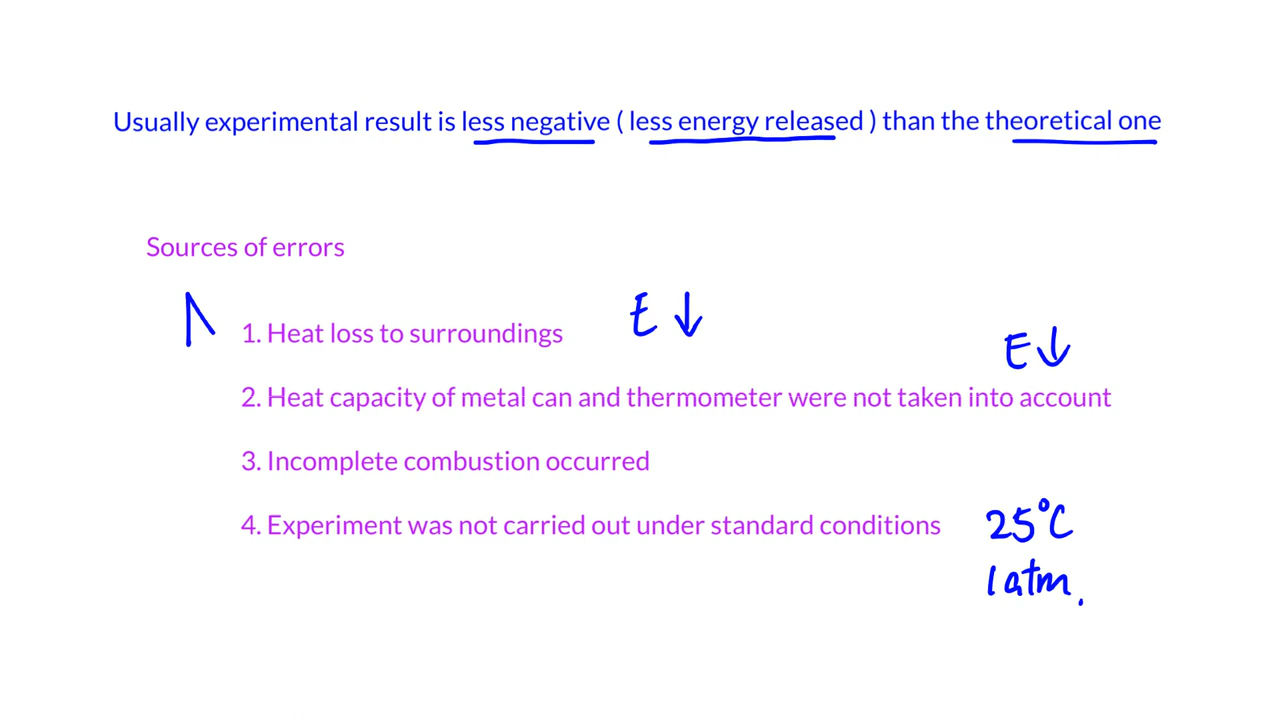 Usually experimental result is less negative ( less energy released ) than the theoretical one
Sources of errors
E ↓
1. Heat loss to surroundings
E↓
2. Heat capacity of metal can and thermometer were not taken into account
3. Incomplete combustion occurred
4. Experiment was not carried out under standard conditions 25°C
1 atm.